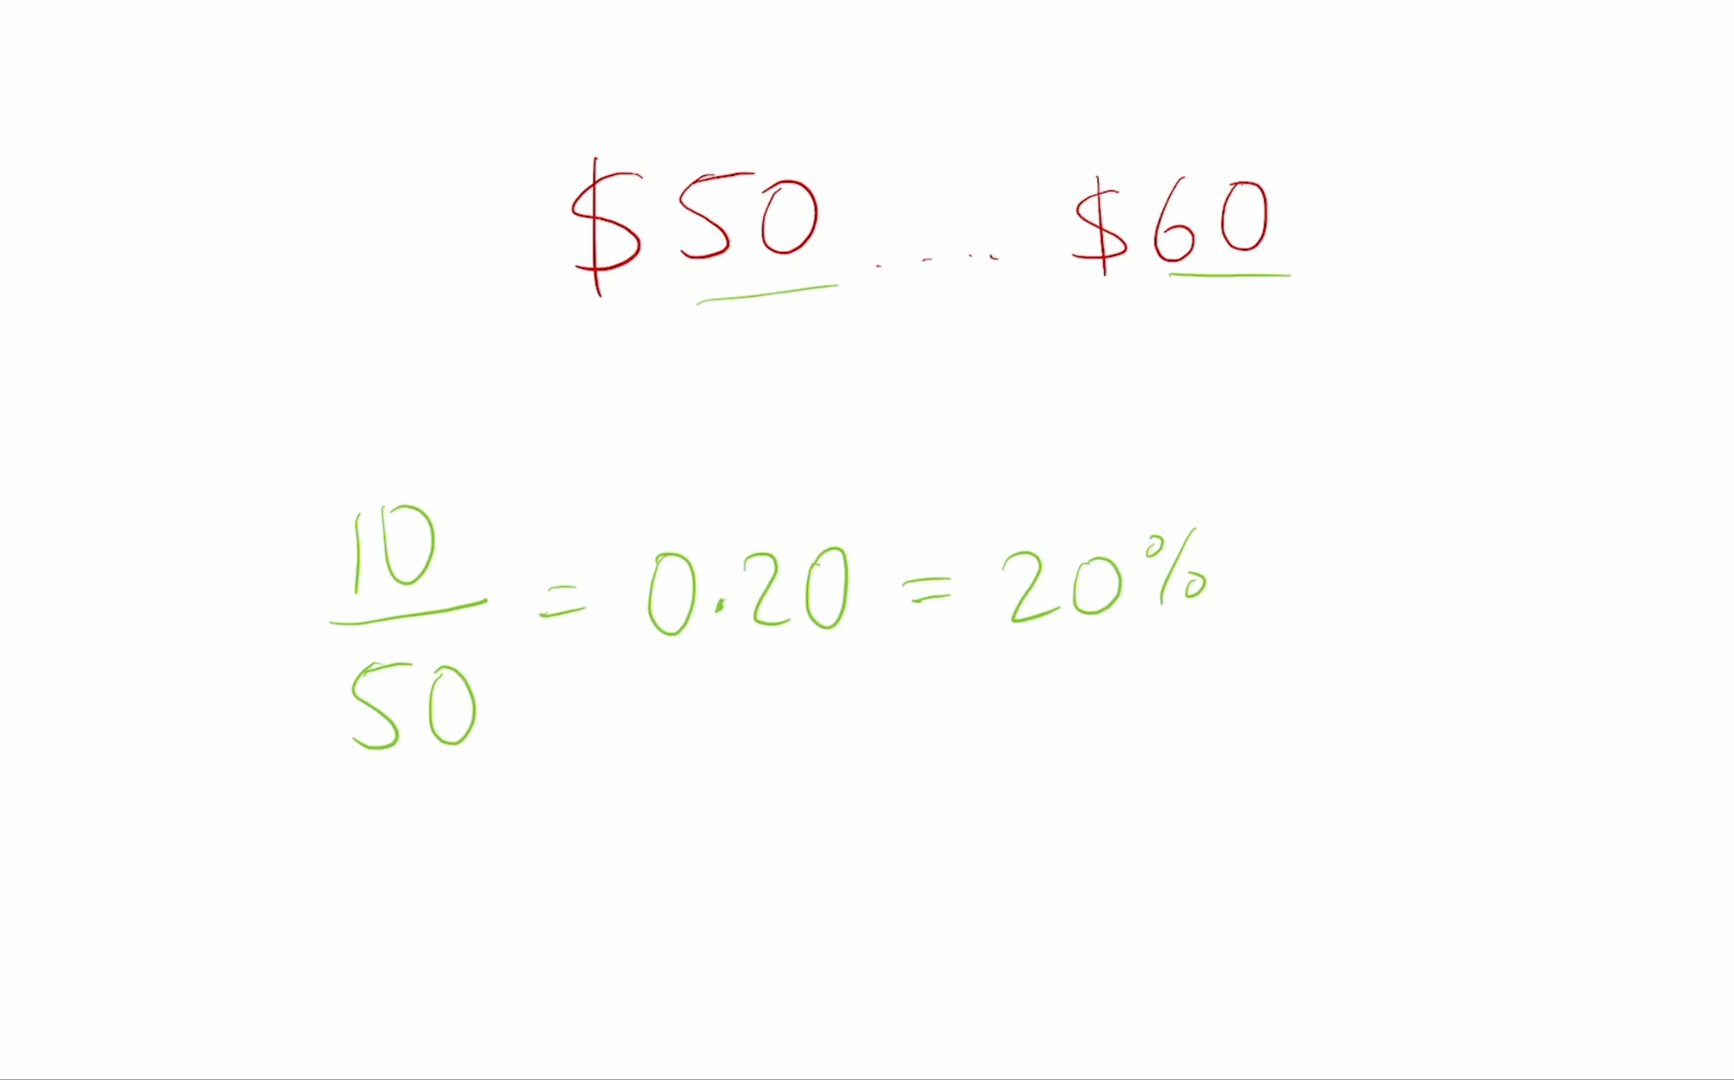 $50 .... $60
10/50 = 0.20 = 20%